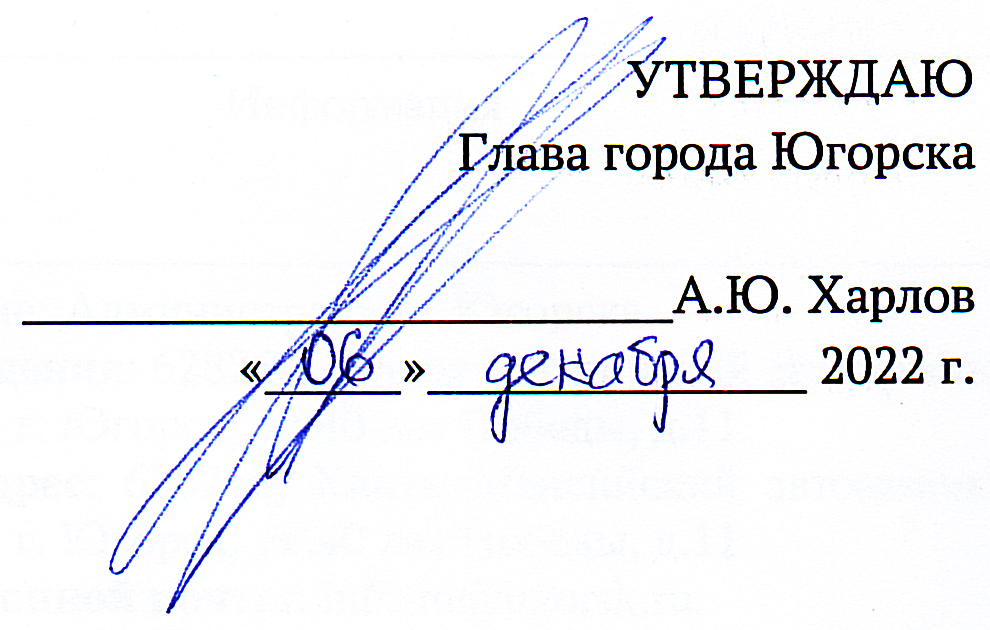 УТВЕРЖДАЮ
Глава города Югорска
А.Ю. Харлов
« 06 » декабря 2022 г.